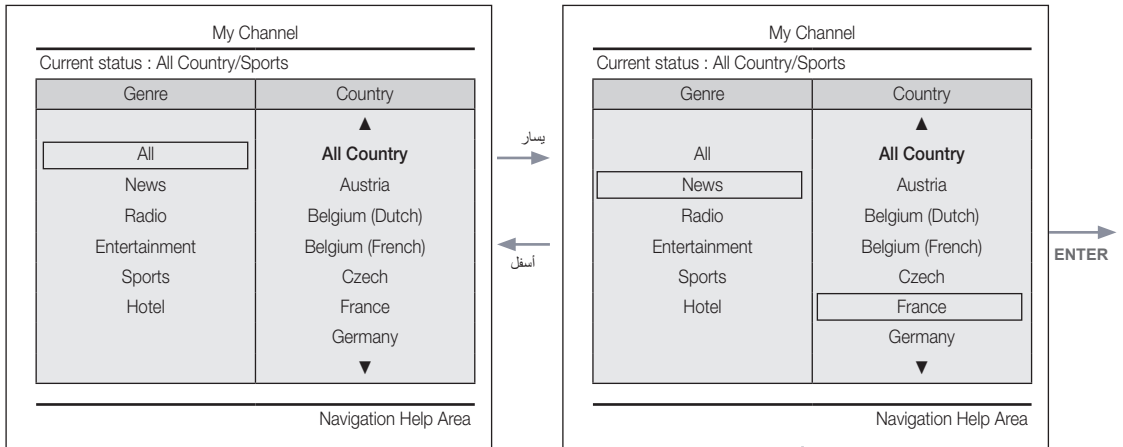 My Channel
Current status : All Country/Sports
Genre Country
▲
All All Country
News Austria
Radio Belgium (Dutch)
Entertainment Belgium (French)
Sports Czech
Hotel France
Germany
▼
Navigation Help Area
يسار
أسفل
My Channel
Current status : All Country/Sports
Genre Country
▲
All All Country
News Austria
Radio Belgium (Dutch)
Entertainment Belgium (French)
Sports Czech
Hotel France
Germany
▼
Navigation Help Area
ENTER